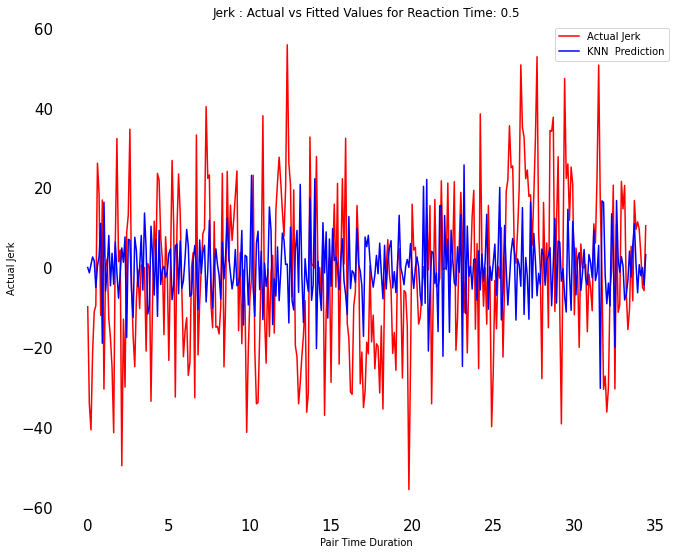 Jerk : Actual vs Fitted Values for Reaction Time: 0.5
Actual Jerk
KNN  Prediction
60
40
20
0
−20
−40
−60
Actual Jerk
0 5 10 15 20 25 30 35
Pair Time Duration